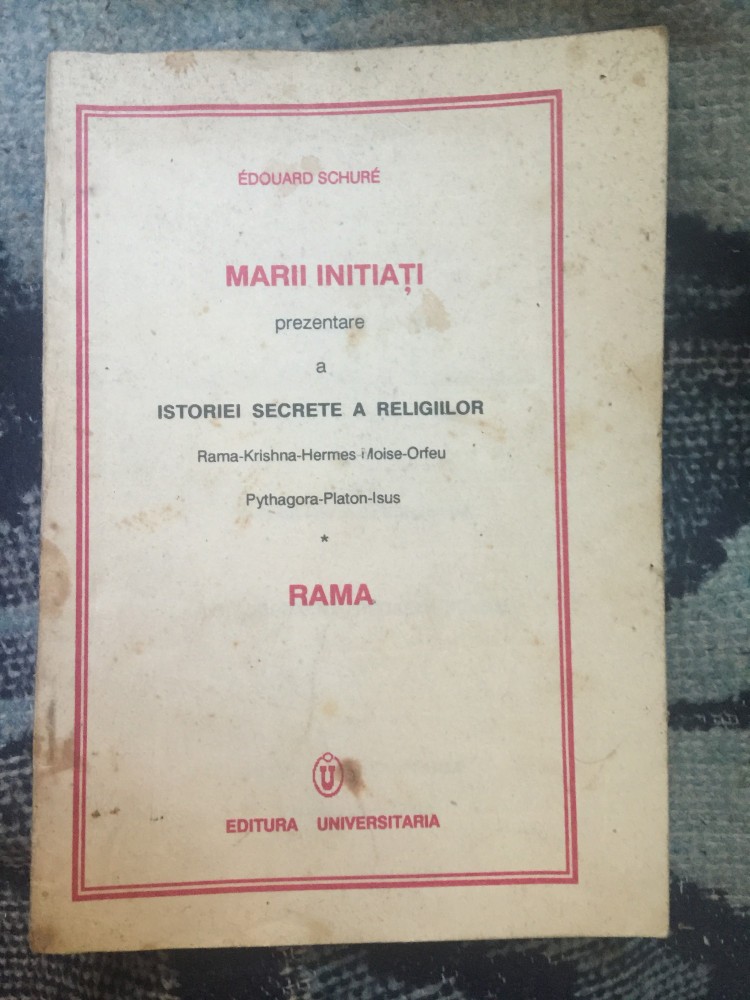 ÉDOUARD SCHURÉ
MARII INITIAȚI
prezentare
a
ISTORIEI SECRETE A RELIGIILOR
Rama-Krishna-Hermes Moise-Orfeu
Pythagora-Platon-Isus
*
RAMA
U
EDITURA UNIVERSITARIA